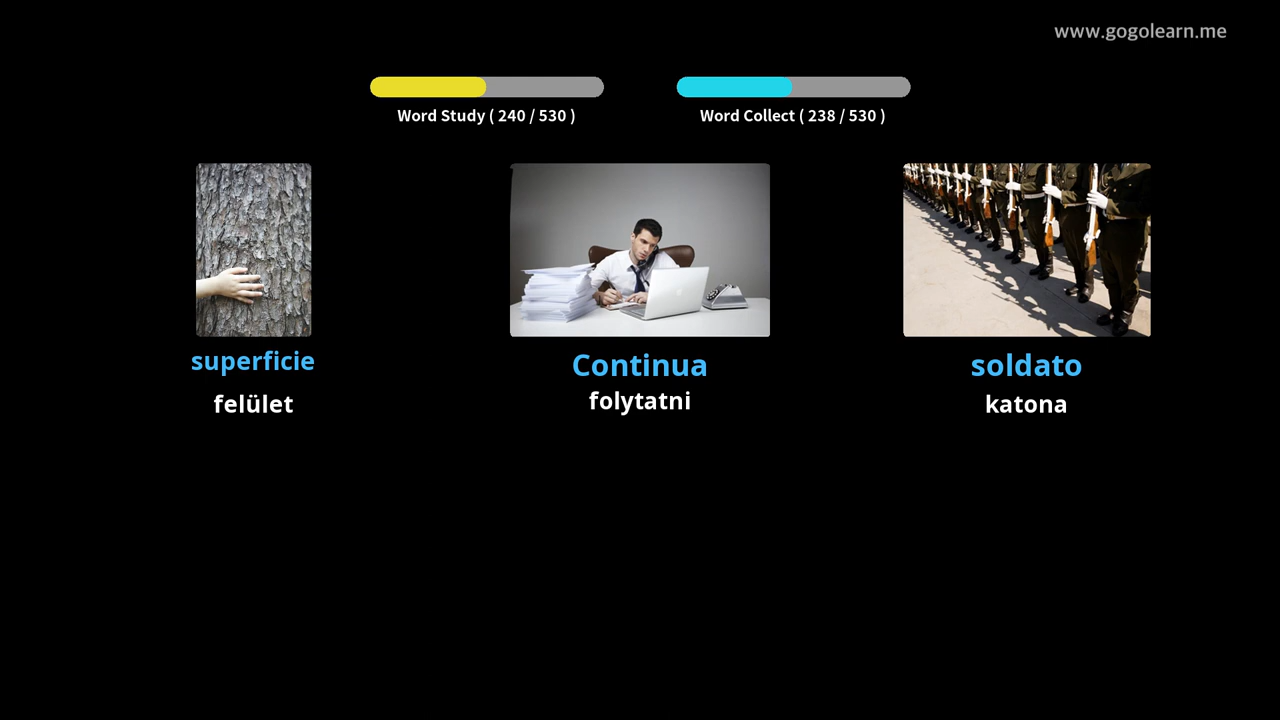 www.gogolearn.me
Word Study ( 240 / 530 )
Word Collect ( 238 / 530 )
superficie
felület
Continua
folytatni
soldato
katona